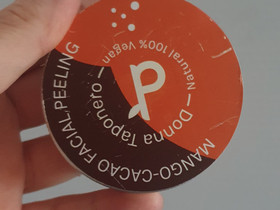 Natural 100% Vegan
Donna Taponero
MANGO-CACAO FACIAL PEELING